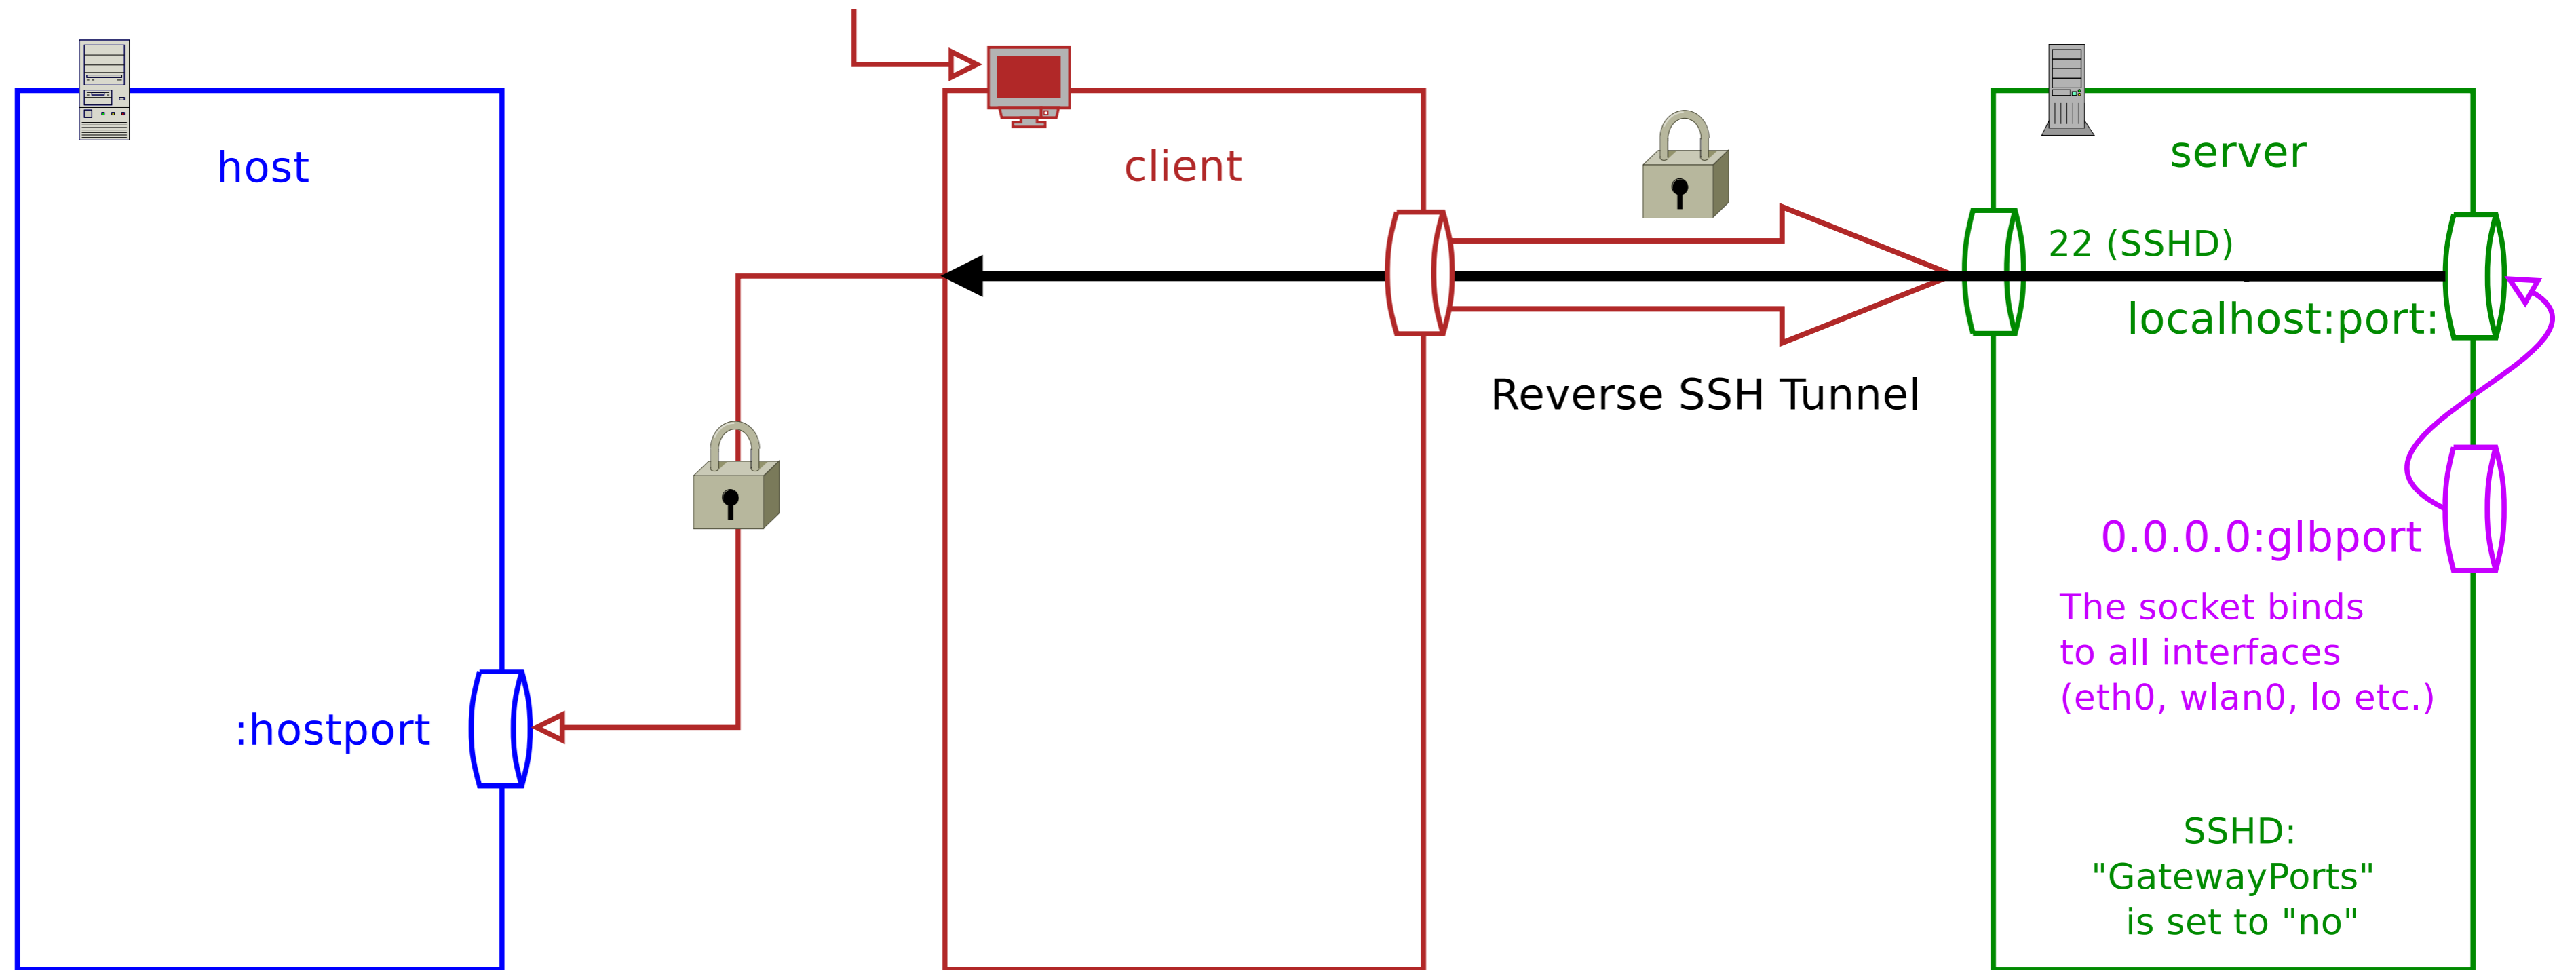 host
client
server
22 (SSHD)
localhost:port:
Reverse SSH Tunnel
0.0.0.0:glbport
The socket binds
to all interfaces
(eth0, wlan0, lo etc.)
:hostport
SSHD:
"GatewayPorts"
is set to "no"